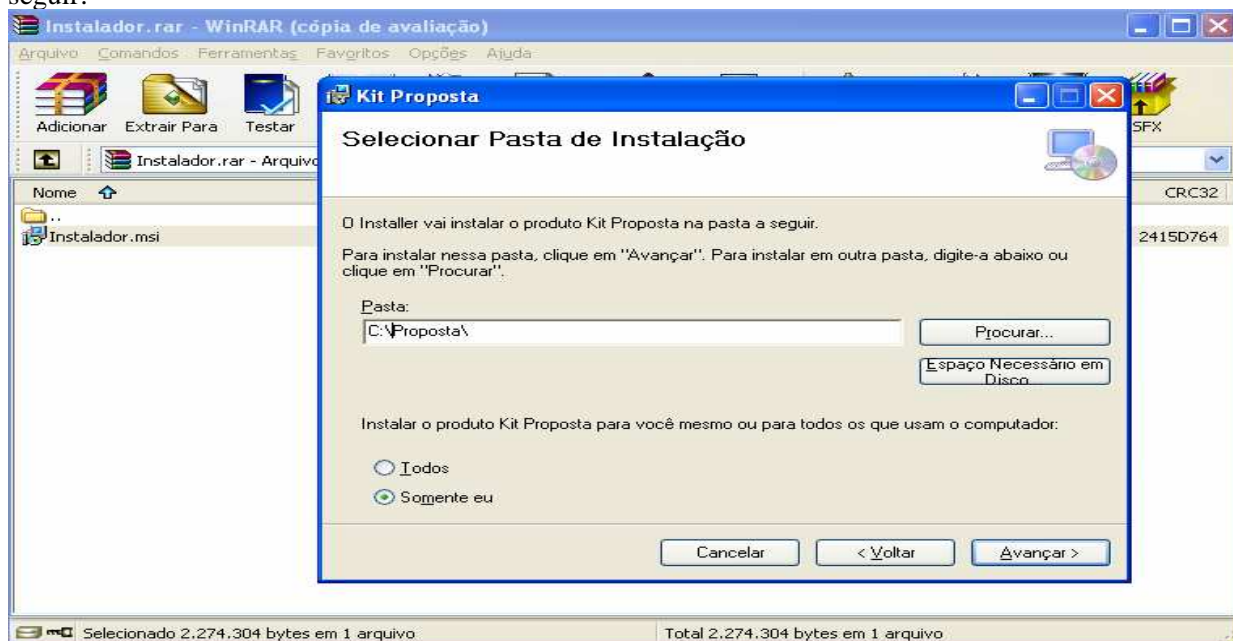 seguir:
Instalador.rar - WinRAR (cópia de avaliação)
Arquivo Comandos Ferramentas Favoritos Opções Ajuda
Adicionar Extrair Para Testar SFX
Instalador.rar - Arquivo
Nome CRC32
..
Instalador.msi 2415D764
Kit Proposta
Selecionar Pasta de Instalação
O Installer vai instalar o produto Kit Proposta na pasta a seguir.
Para instalar nessa pasta, clique em "Avançar". Para instalar em outra pasta, digite-a abaixo ou
clique em "Procurar".
Pasta:
C:\Proposta\
Procurar...
Espaço Necessário em
Disco...
Instalar o produto Kit Proposta para você mesmo ou para todos os que usam o computador:
Todos
Somente eu
Cancelar < Voltar Avançar >
Selecionado 2.274.304 bytes em 1 arquivo Total 2.274.304 bytes em 1 arquivo